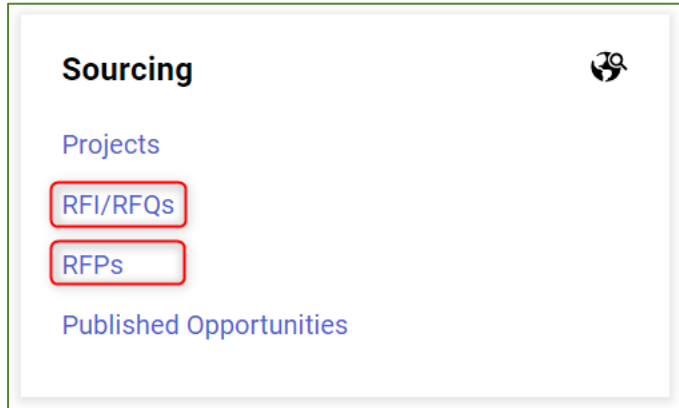 Sourcing
Projects
RFI/RFQs
RFPs
Published Opportunities